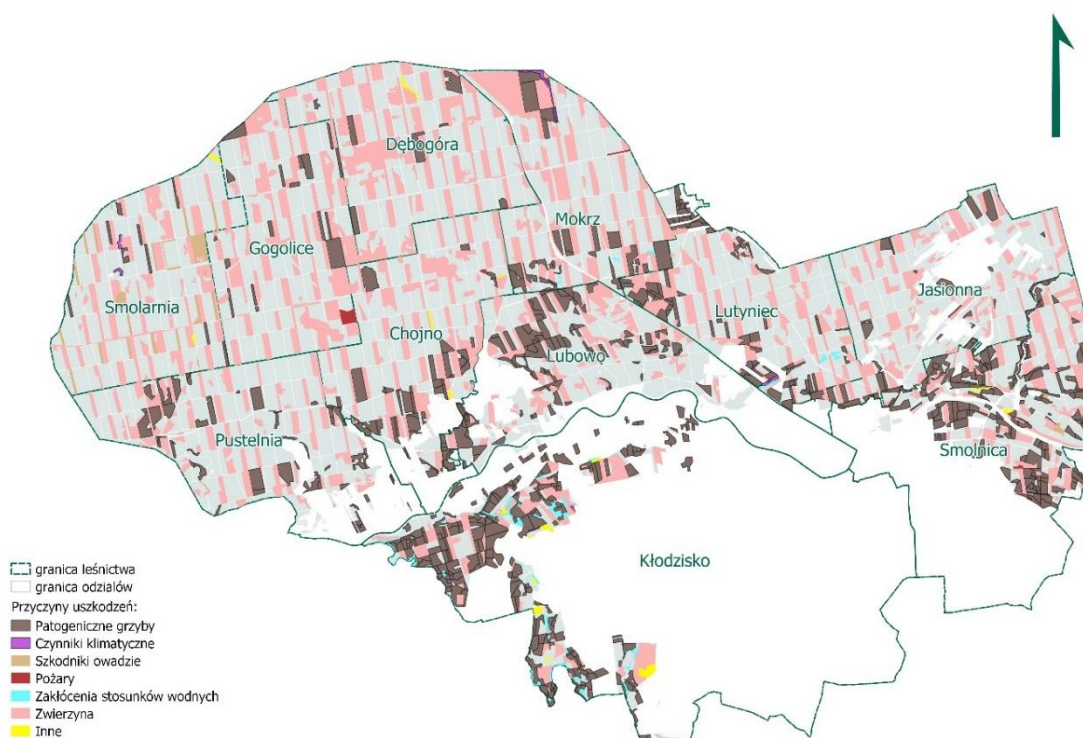 Dębogóra
Mokrz
Gogolice
Jasionna
Smolarnia
Lutyniec
Chojno
Lubowo
Pustelnia
Smolnica
Kłodzisko
granica leśnictwa
granica odziałów
Przyczyny uszkodzeń:
Patogeniczne grzyby
Czynniki klimatyczne
Szkodniki owadzie
Pożary
Zakłócenia stosunków wodnych
Zwierzyna
Inne